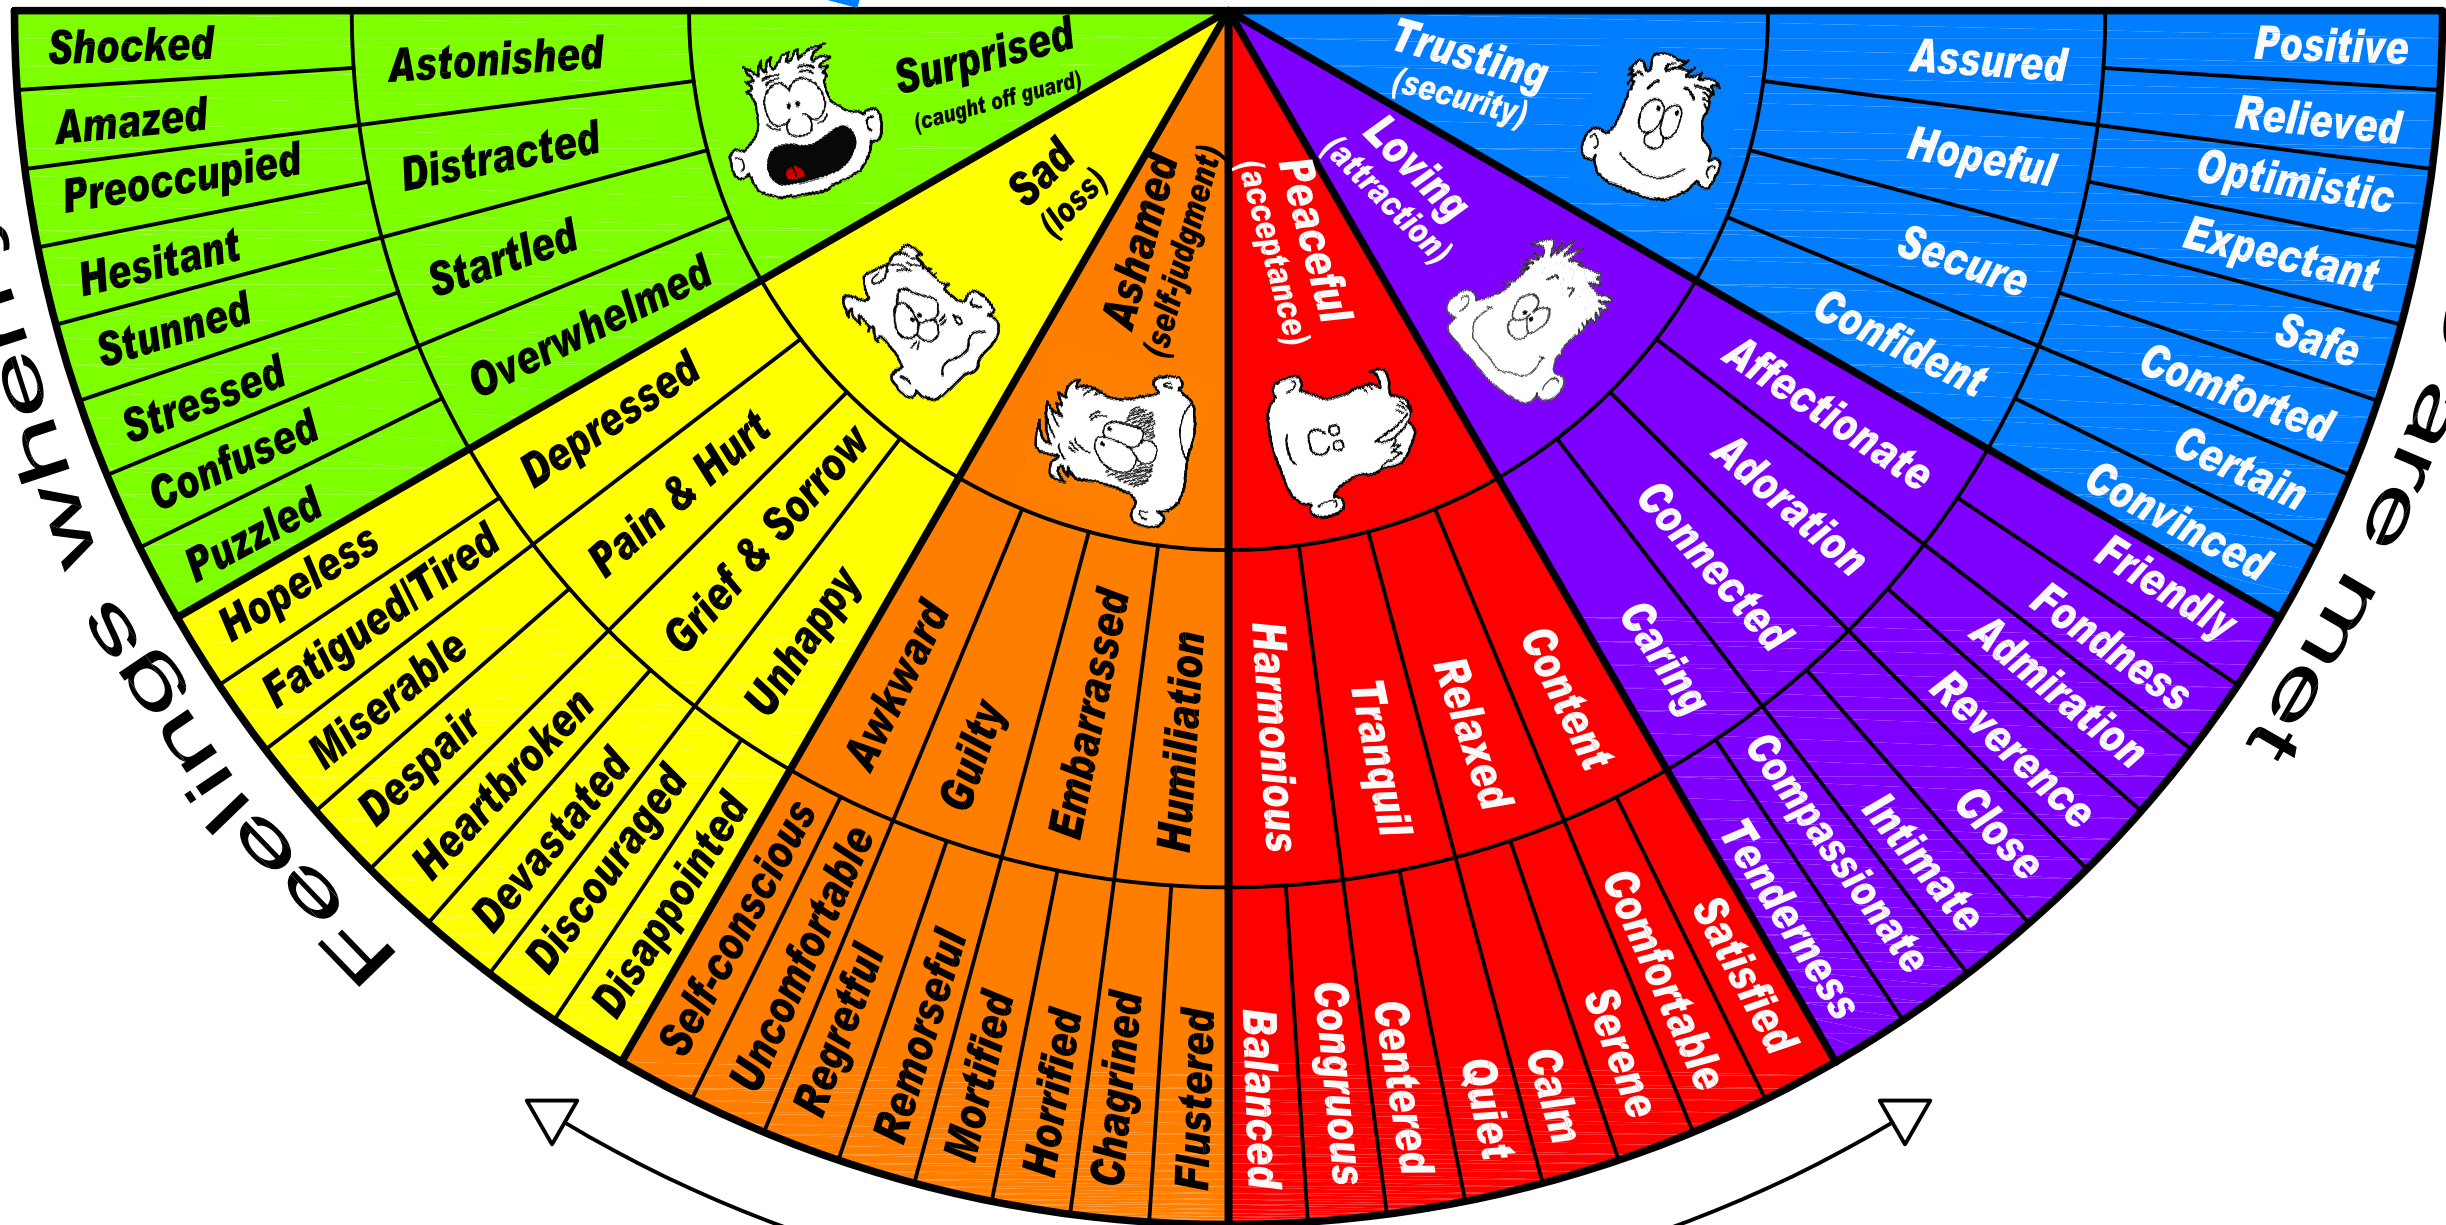 Surprised
(caught off guard)
Astonished
Distracted
Startled
Overwhelmed
Shocked
Amazed
Preoccupied
Hesitant
Stunned
Stressed
Confused
Puzzled
Sad
(loss)
Depressed
Pain & Hurt
Grief & Sorrow
Unhappy
Hopeless
Fatigued/Tired
Miserable
Despair
Heartbroken
Devastated
Discouraged
Disappointed
Ashamed
(self-judgment)
Awkward
Guilty
Embarrassed
Humiliation
Self-conscious
Uncomfortable
Regretful
Remorseful
Mortified
Horrified
Chagrined
Flustered
Peaceful
(acceptance)
Harmonious
Tranquil
Relaxed
Content
Balanced
Congruous
Centered
Quiet
Calm
Serene
Comfortable
Satisfied
Loving
(attraction)
Affectionate
Adoration
Connected
Caring
Friendly
Fondness
Admiration
Reverence
Close
Intimate
Compassionate
Tenderness
Trusting
(security)
Assured
Hopeful
Secure
Confident
Positive
Relieved
Optimistic
Expectant
Safe
Comforted
Certain
Convinced
Feelings when
are met